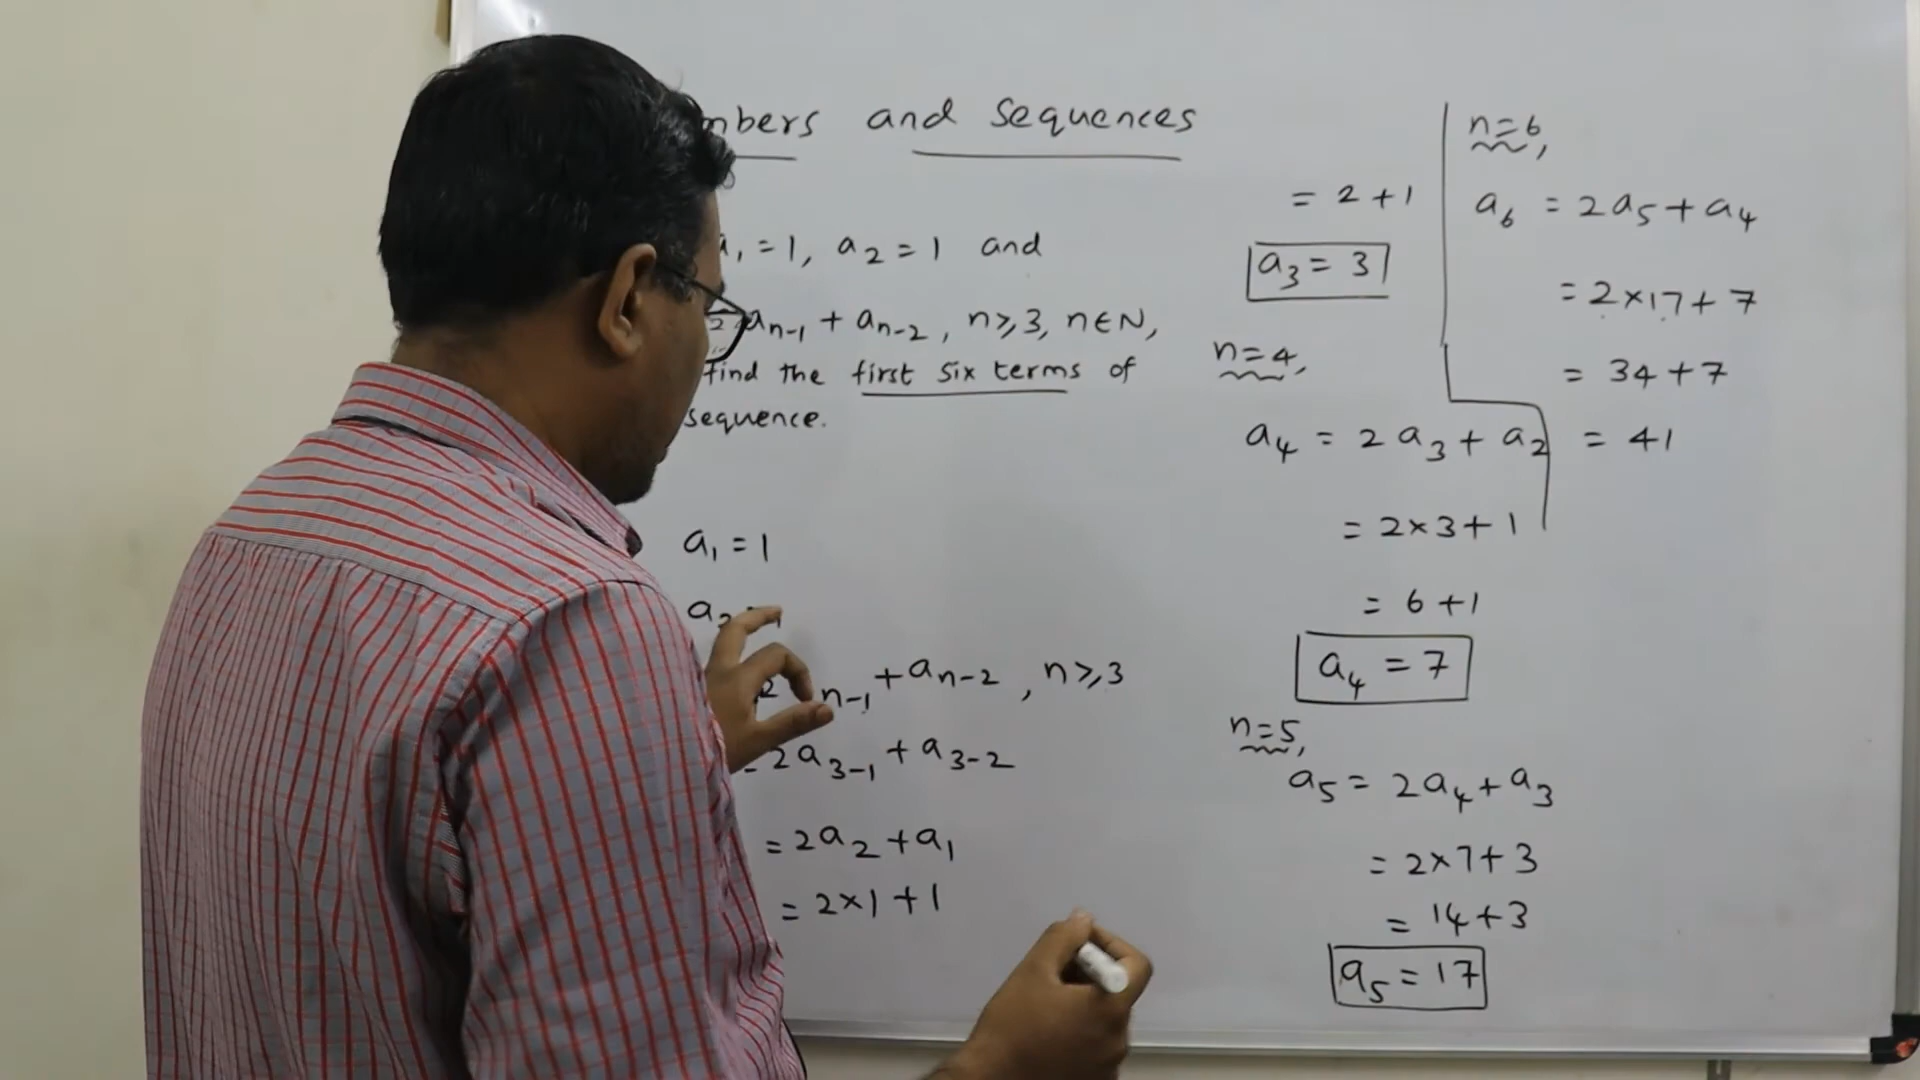 and Sequences
= 1, a2 = 1 and
an-1 + an-2, n≥3, n∈N,
find the first six terms of
sequence.
a1 = 1
n-1 + an-2, n≥3
2a3-1 + a3-2
= 2a2 + a1
= 2×1+1
= 2+1
a3 = 3
n=4,
a4 = 2a3 + a2
= 2×3+1
= 6+1
a4 = 7
n=5,
a5 = 2a4 + a3
= 2×7+3
= 14+3
a5 = 17
n=6,
a6 = 2a5 + a4
= 2×17+7
= 34+7
= 41